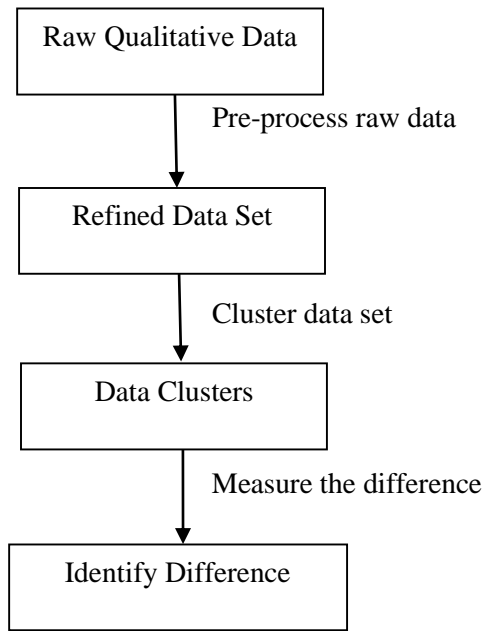 Raw Qualitative Data
Pre-process raw data
Refined Data Set
Cluster data set
Data Clusters
Measure the difference
Identify Difference